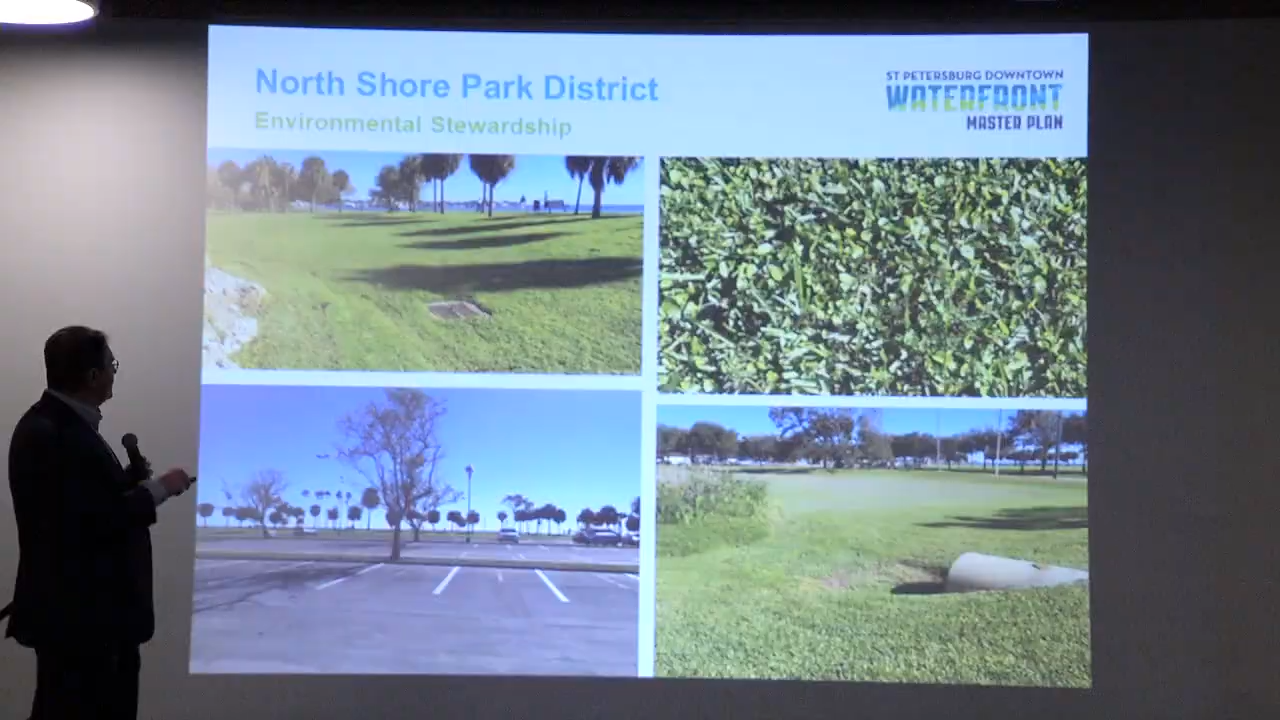 North Shore Park District
Environmental Stewardship
ST PETERSBURG DOWNTOWN
WATERFRONT
MASTER PLAN